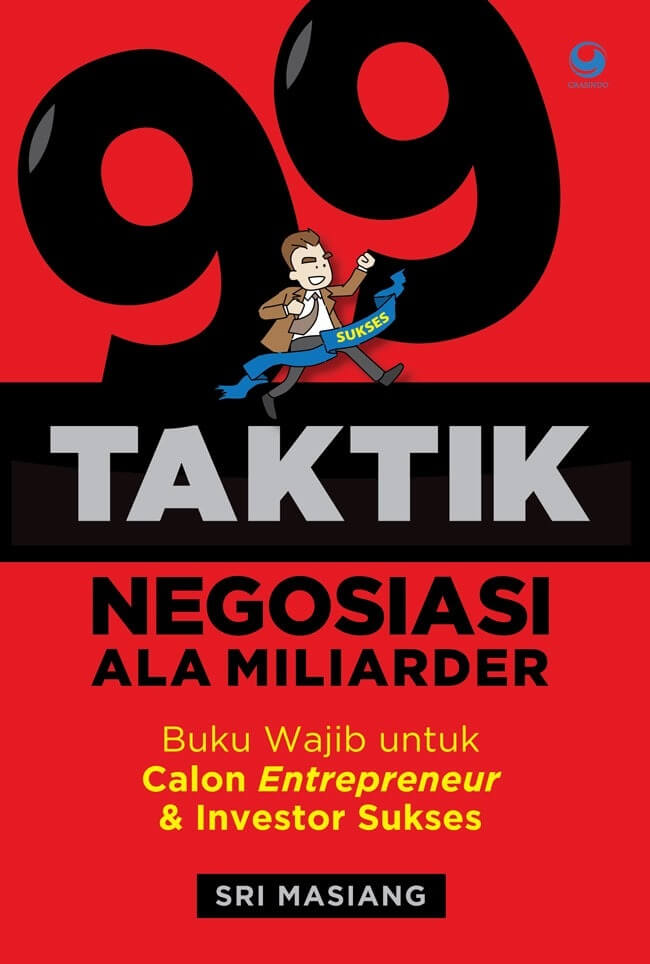 99
GRASINDO
SUKSES
TAKTIK
NEGOSIASI
ALA MILIARDER
Buku Wajib untuk
Calon Entrepreneur
& Investor Sukses
SRI MASIANG